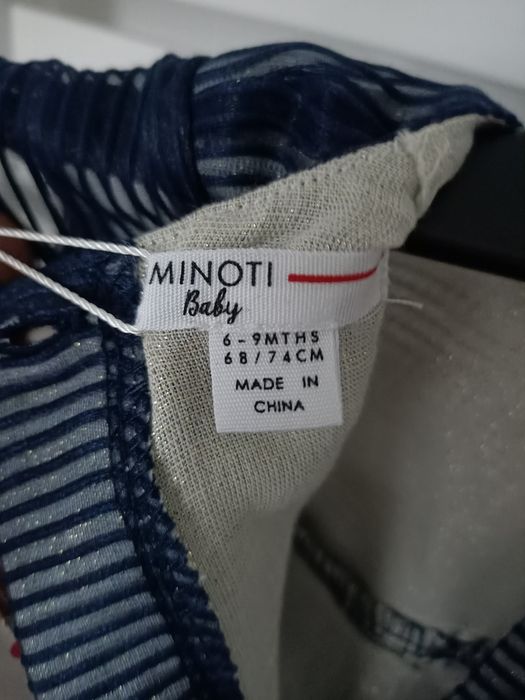 MINOTI
Baby
6 - 9MTHS
68/74CM
MADE IN
CHINA